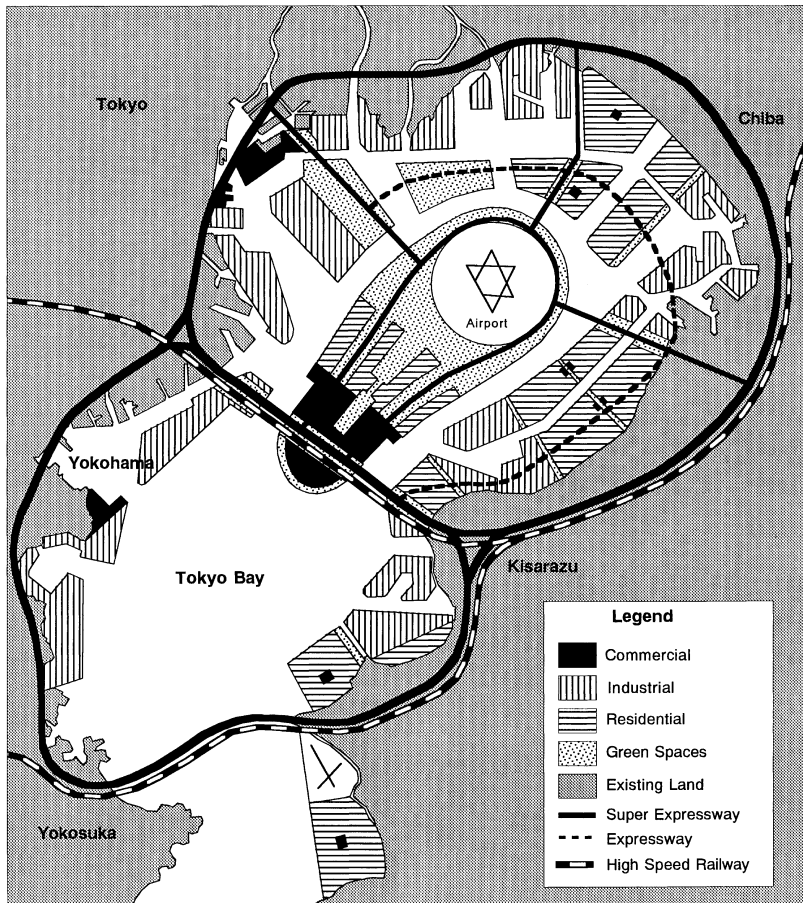 Tokyo
Chiba
Airport
Yokohama
Tokyo Bay
Kisarazu
Yokosuka
Legend
Commercial
Industrial
Residential
Green Spaces
Existing Land
Super Expressway
Expressway
High Speed Railway